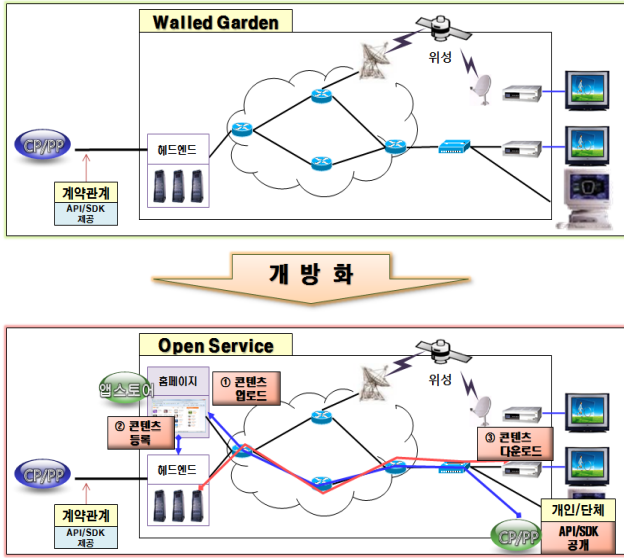 Walled Garden
위성
CP/PP
헤드엔드
계약관계
API/SDK
제공
개 방 화
Open Service
앱스토어
홈페이지
① 콘텐츠
업로드
위성
② 콘텐츠
등록
③ 콘텐츠
다운로드
헤드엔드
CP/PP
계약관계
API/SDK
제공
개인/단체
CP/PP
API/SDK
공개